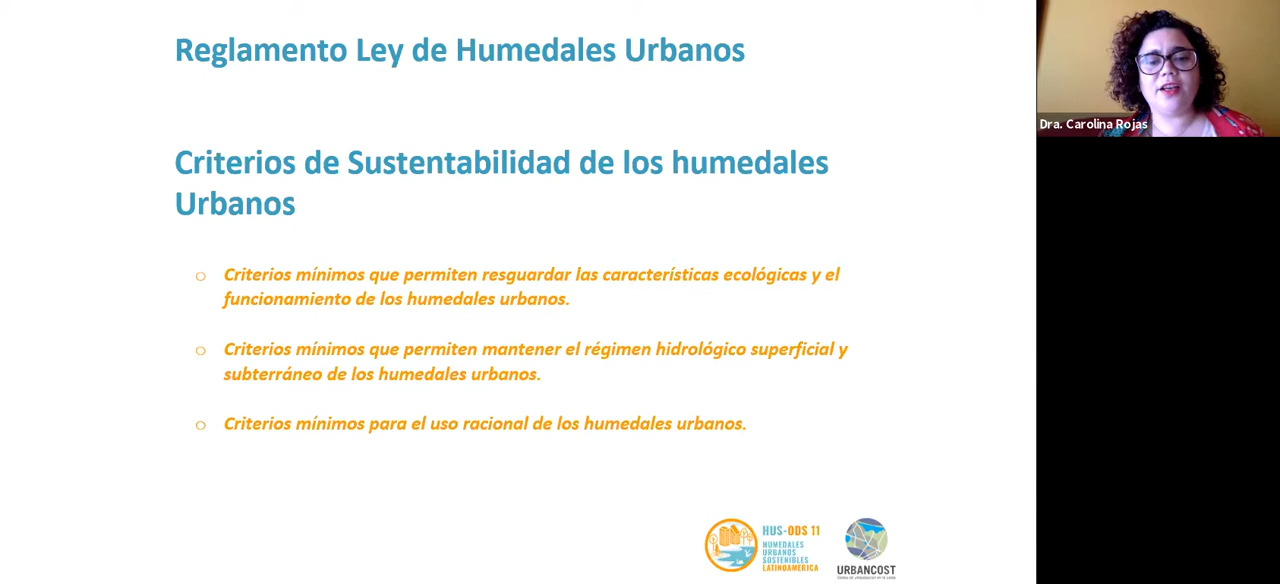 Reglamento Ley de Humedales Urbanos
Criterios de Sustentabilidad de los humedales
Urbanos
Criterios mínimos que permiten resguardar las características ecológicas y el
funcionamiento de los humedales urbanos.
Criterios mínimos que permiten mantener el régimen hidrológico superficial y
subterráneo de los humedales urbanos.
Criterios mínimos para el uso racional de los humedales urbanos.
HUS-ODS 11
HUMEDALES
URBANOS
SOSTENIBLES
LATINOAMÉRICA
URBANCOST
Dra. Carolina Rojas